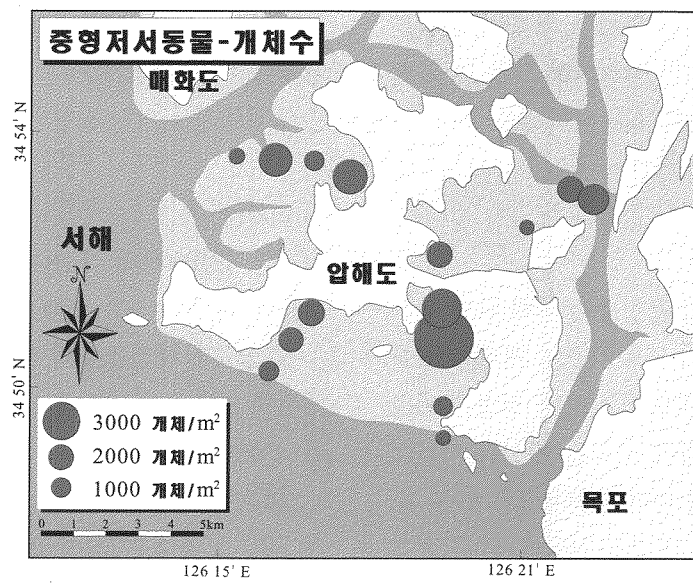 중형저서동물-개체수
매화도
34 54' N
서해
N
압해도
34 50' N
3000 개체/m²
2000 개체/m²
1000 개체/m²
0 1 2 3 4 5km
목포
126 15' E
126 21' E